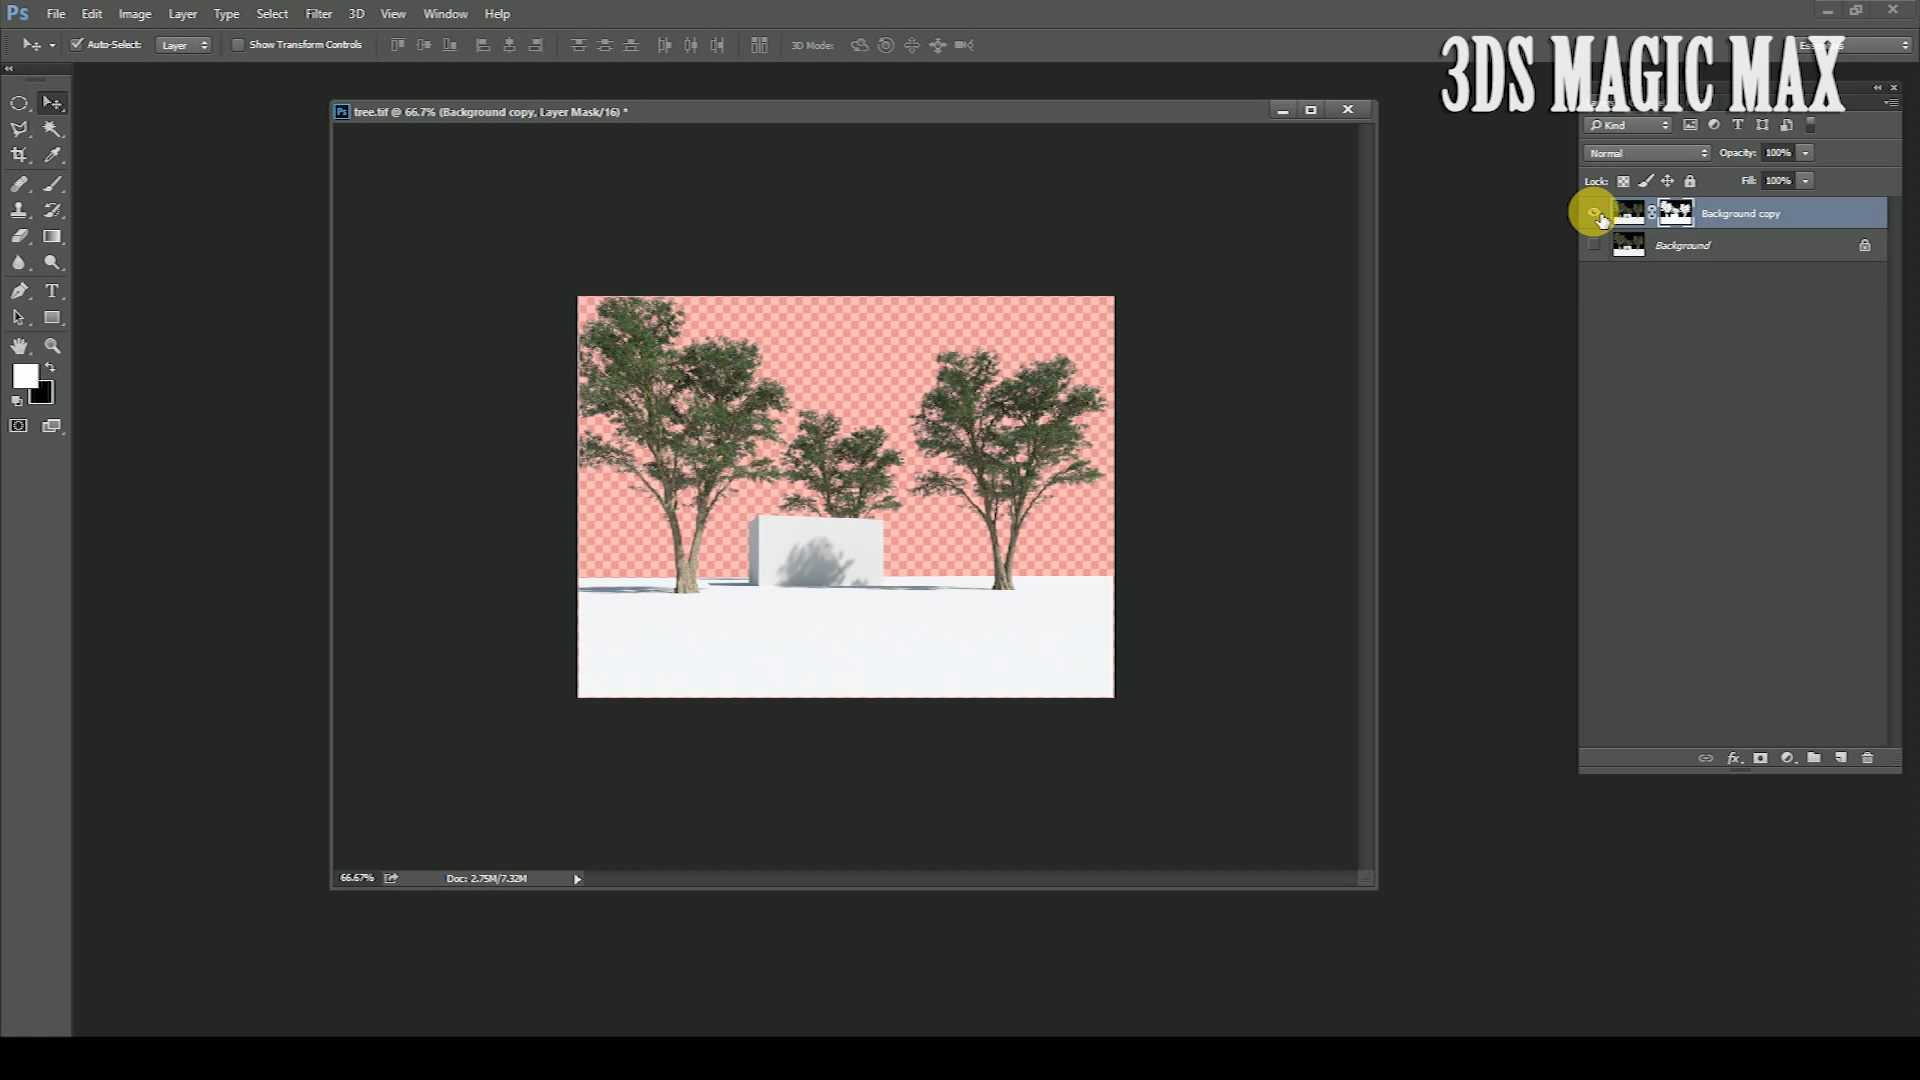 Ps File Edit Image Layer Type Select Filter 3D View Window Help
Auto-Select: Layer Show Transform Controls 3D Mode:
3DS MAGIC MAX
Ps tree.tif @ 66.7% (Background copy, Layer Mask/16) *
Kind
Normal Opacity: 100%
Lock: Fill: 100%
Background copy
Background
66.67% Doc: 2.75M/7.32M